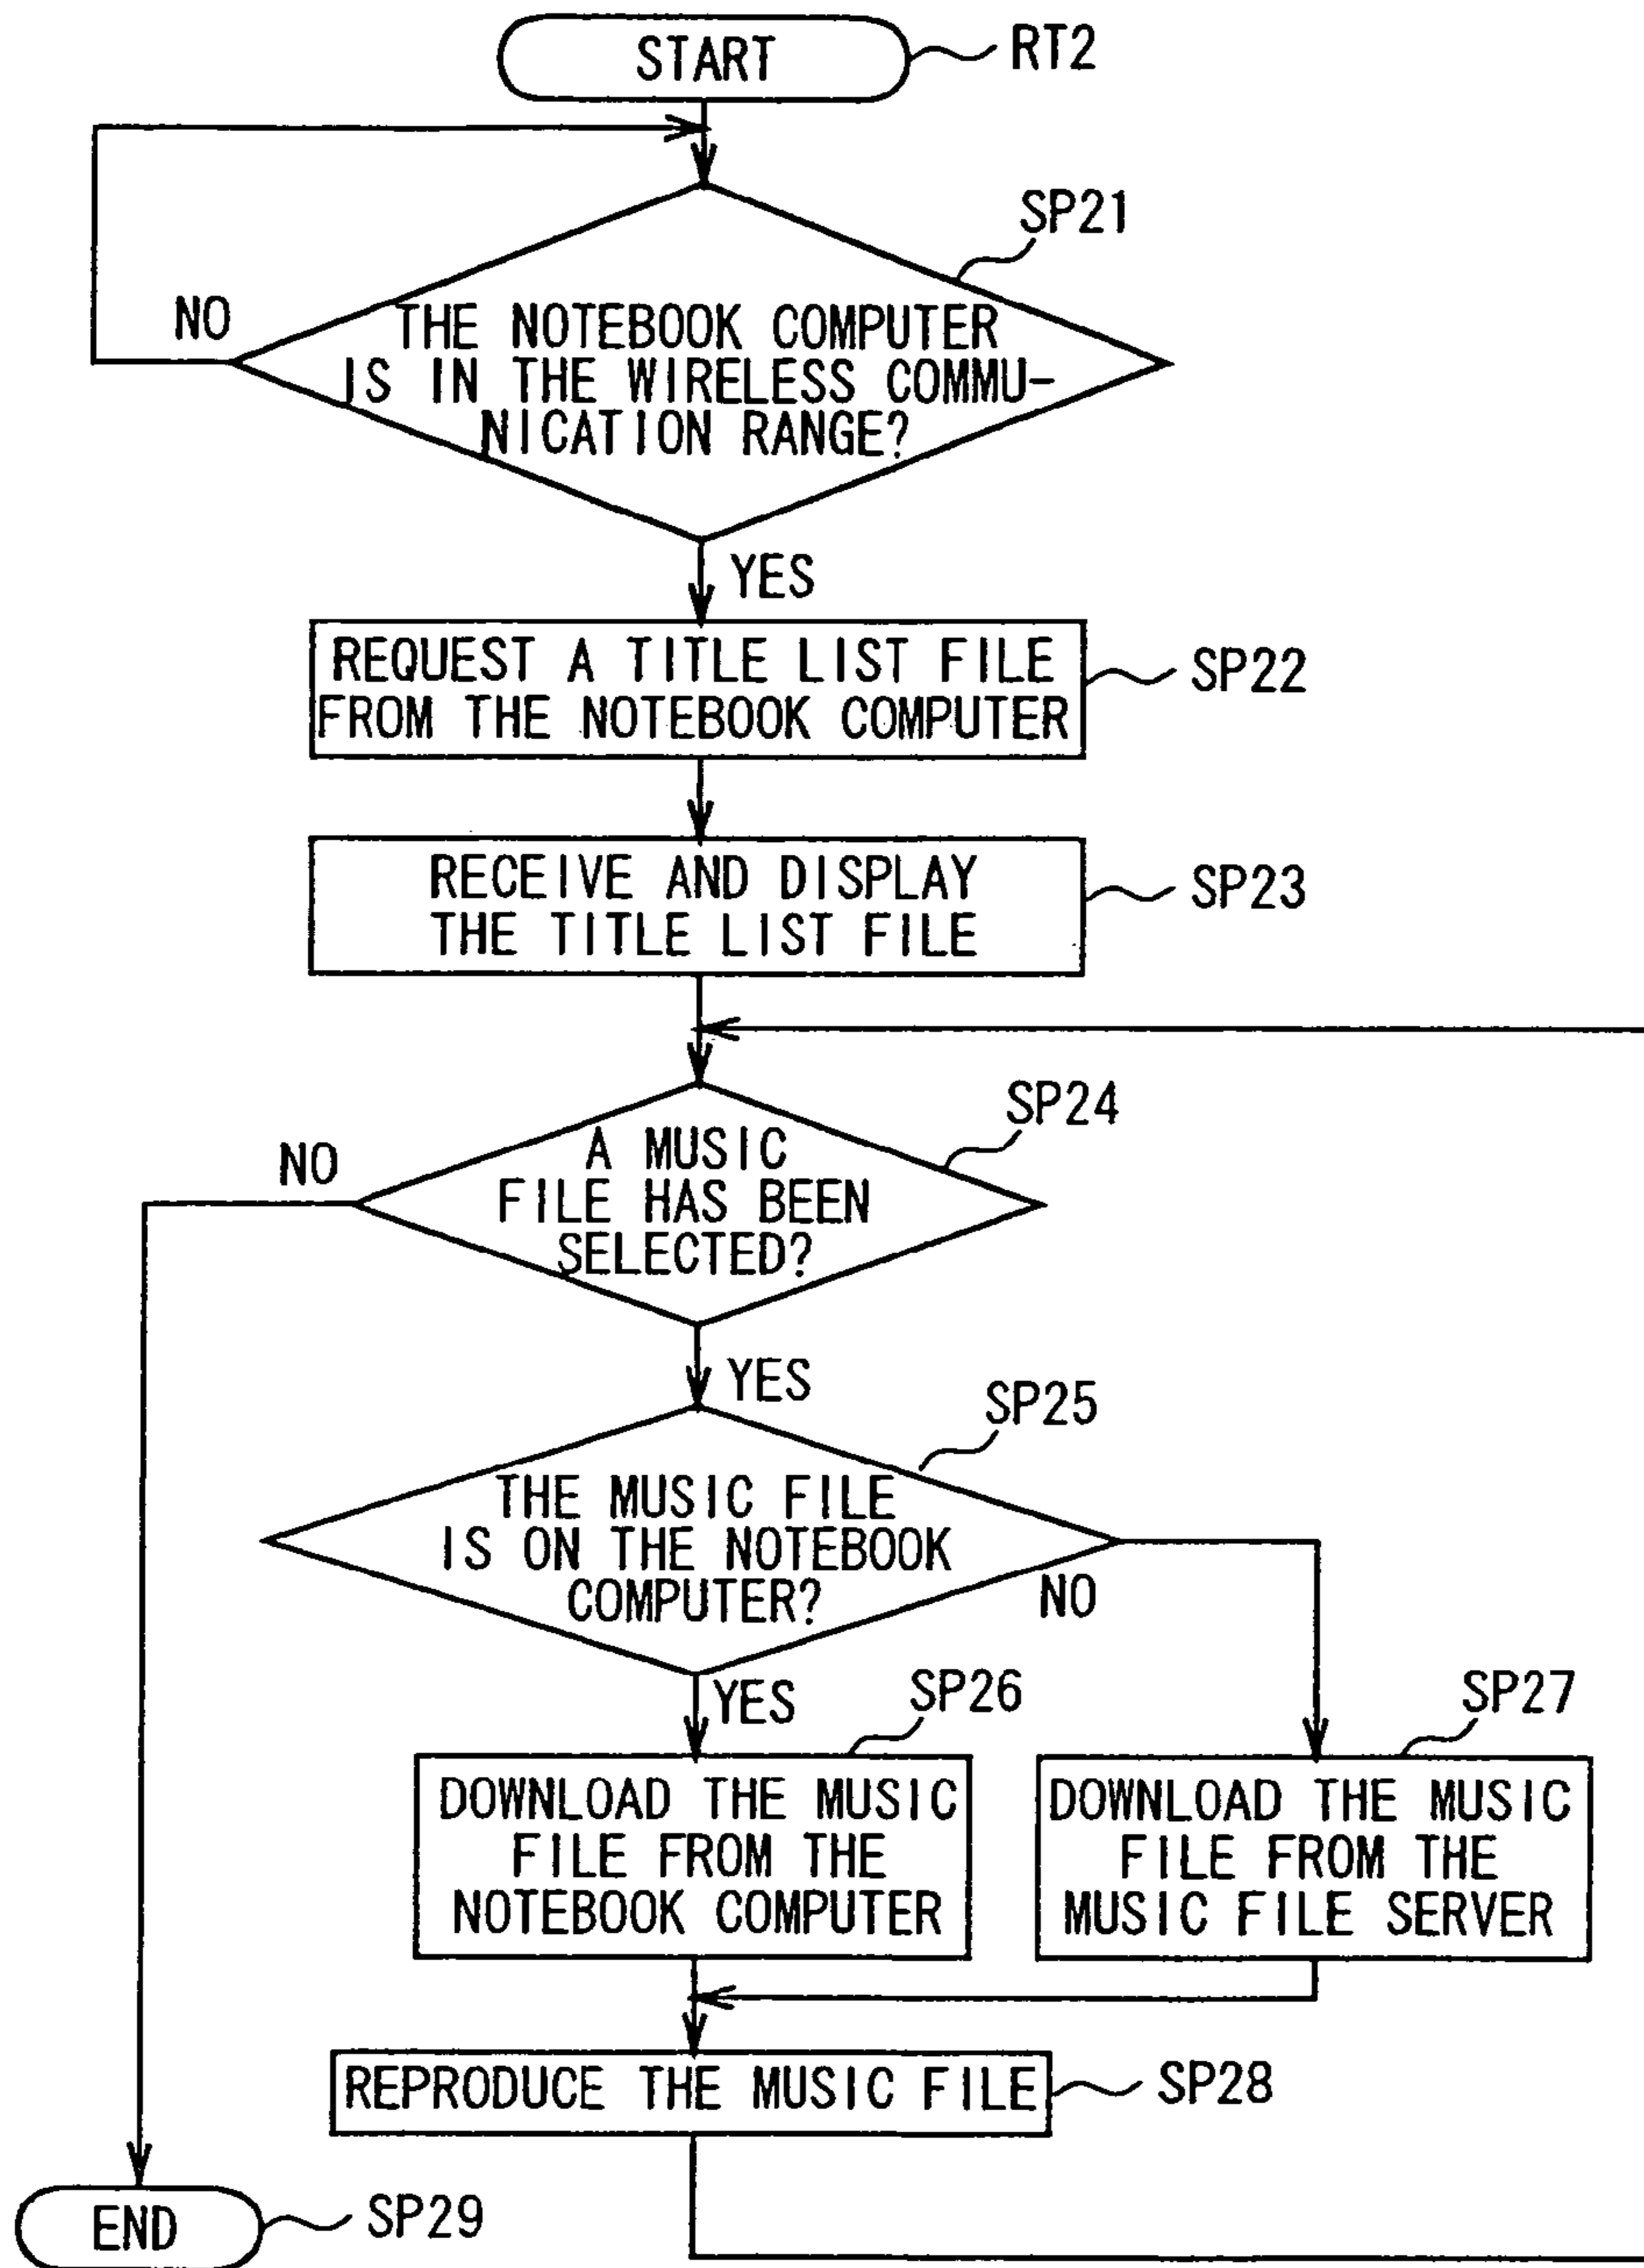 START
RT2
SP21
NO
THE NOTEBOOK COMPUTER
IS IN THE WIRELESS COMMU-
NICATION RANGE?
YES
REQUEST A TITLE LIST FILE
FROM THE NOTEBOOK COMPUTER
SP22
RECEIVE AND DISPLAY
THE TITLE LIST FILE
SP23
SP24
NO
A MUSIC
FILE HAS BEEN
SELECTED?
YES
SP25
THE MUSIC FILE
IS ON THE NOTEBOOK
COMPUTER?
NO
YES
SP26
SP27
DOWNLOAD THE MUSIC
FILE FROM THE
NOTEBOOK COMPUTER
DOWNLOAD THE MUSIC
FILE FROM THE
MUSIC FILE SERVER
REPRODUCE THE MUSIC FILE
SP28
END
SP29